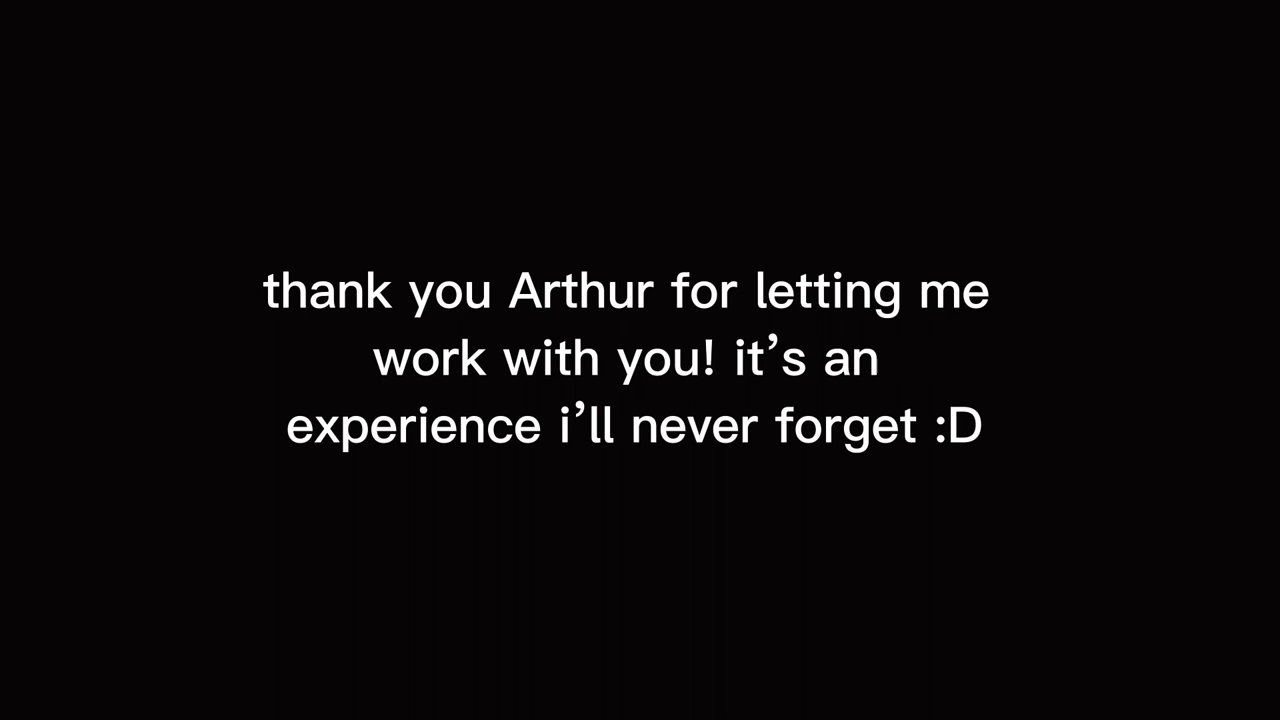 thank you Arthur for letting me
work with you! it’s an
experience i’ll never forget :D